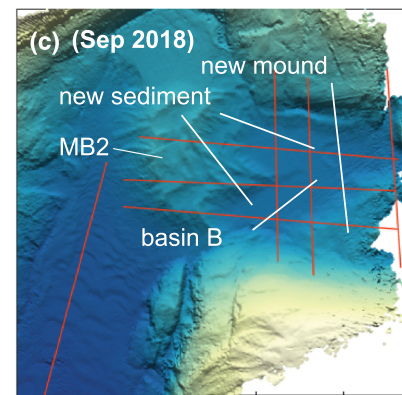 (c) (Sep 2018)
new mound
new sediment
MB2
basin B